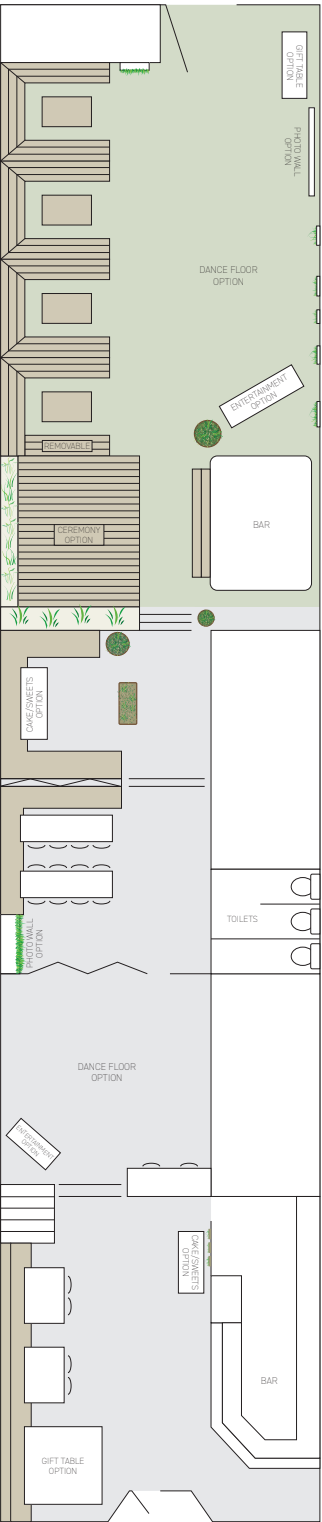 GIFT TABLE
OPTION
PHOTO WALL
OPTION
DANCE FLOOR
OPTION
ENTERTAINMENT
OPTION
REMOVABLE
BAR
CEREMONY
OPTION
CAKE/SWEETS
OPTION
TOILETS
PHOTO WALL
OPTION
DANCE FLOOR
OPTION
ENTERTAINMENT
OPTION
CAKE/SWEETS
OPTION
BAR
GIFT TABLE
OPTION